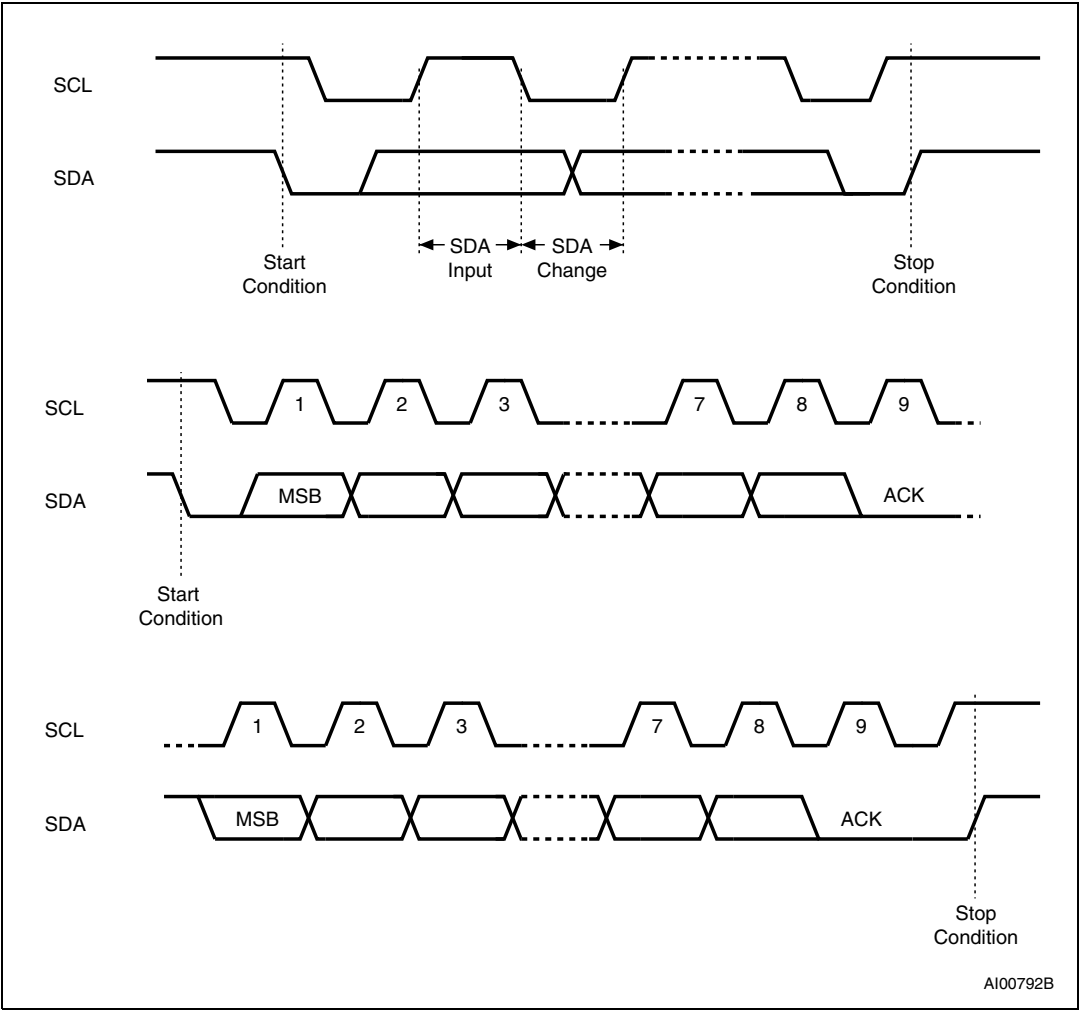 SCL
SDA
SDA
Input
SDA
Change
Start
Condition
Stop
Condition
SCL
1
2
3
7
8
9
SDA
MSB
ACK
Start
Condition
SCL
1
2
3
7
8
9
SDA
MSB
ACK
Stop
Condition
AI00792B